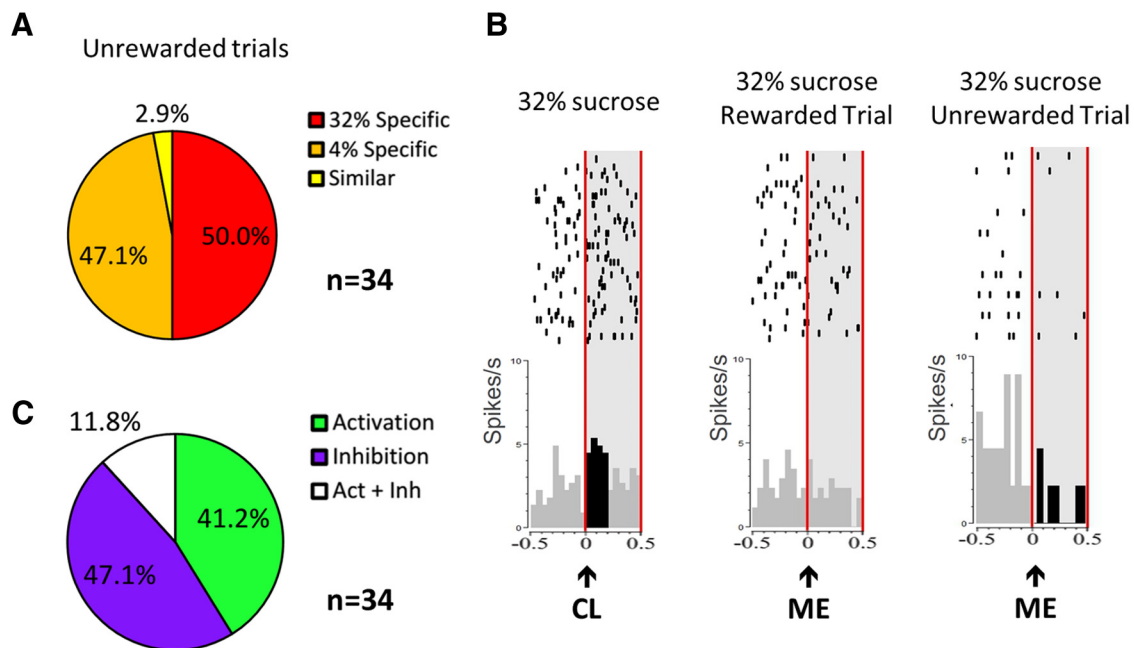 A
Unrewarded trials
2.9%
47.1%
50.0%
32% Specific
4% Specific
Similar
n=34
B
32% sucrose
Spikes/s
10
5
0
-0.5
0
0.5
CL
32% sucrose
Rewarded Trial
Spikes/s
10
5
0
-0.5
0
0.5
ME
32% sucrose
Unrewarded Trial
Spikes/s
10
5
0
-0.5
0
0.5
ME
C
11.8%
41.2%
47.1%
Activation
Inhibition
Act + Inh
n=34